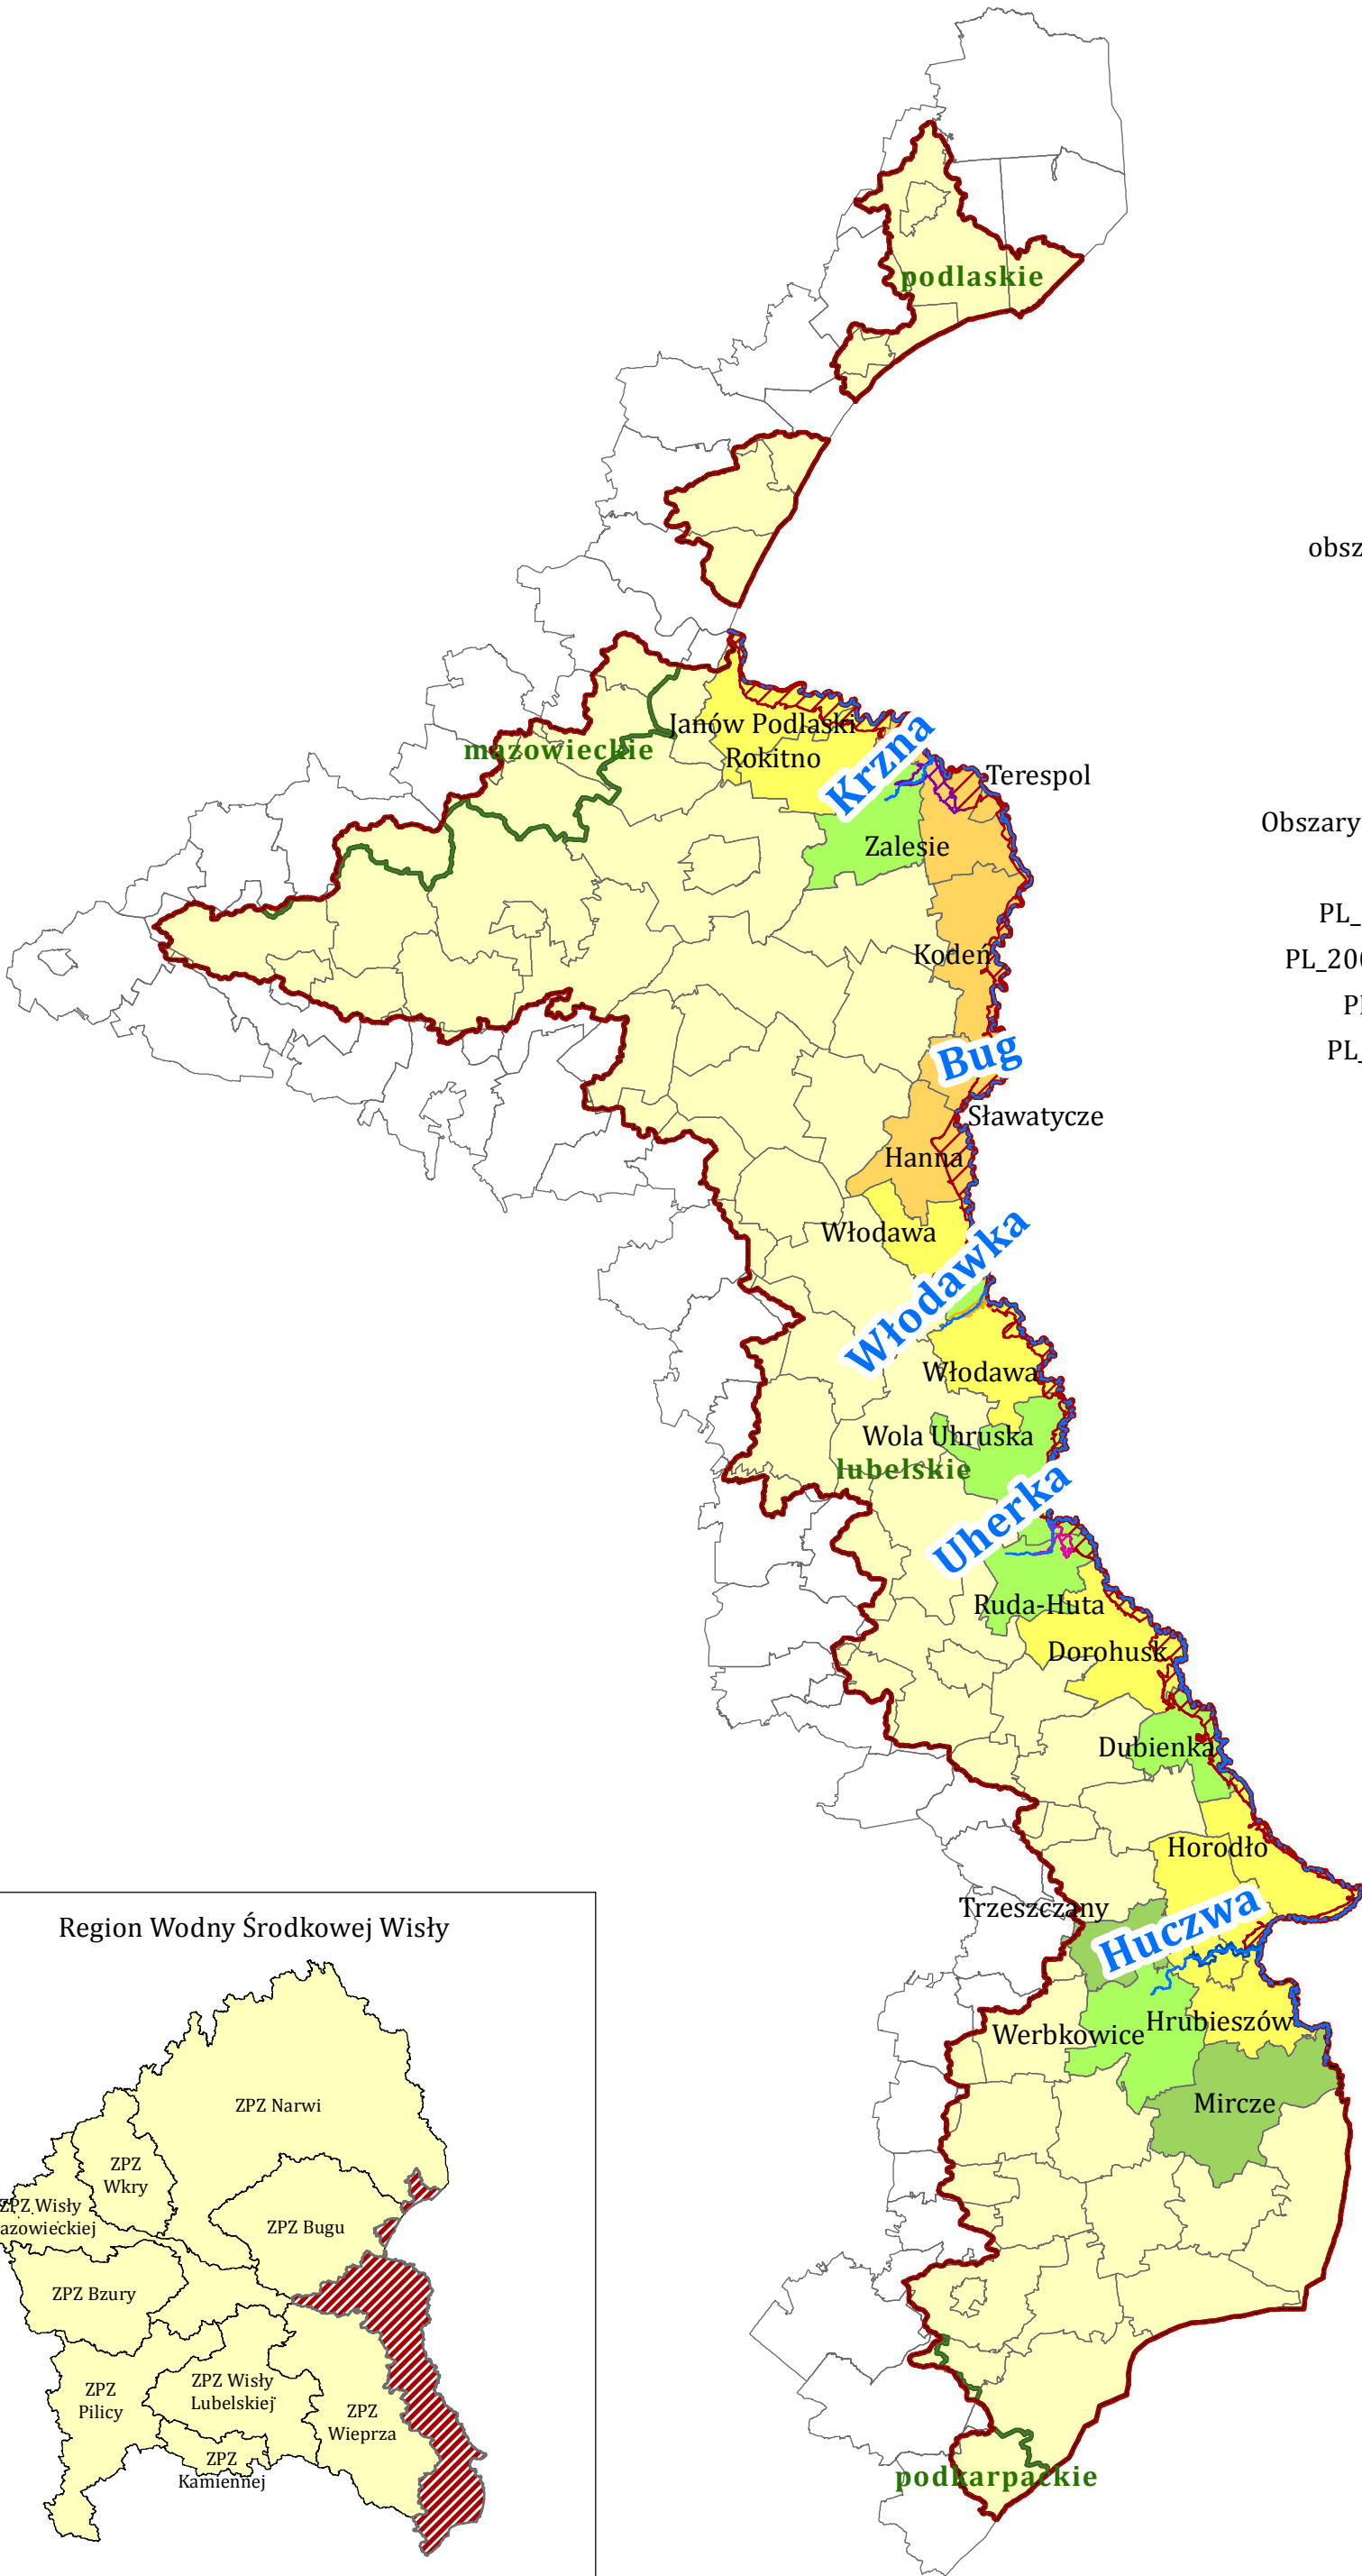 podlaskie
obsz
Janów Podlaski
mazowieckie
Rokitno
Krzna
Terespol
Obszary
Zalesie
PL_
Kodeń
PL_200
Pl
PL_
Bug
Sławatycze
Hanna
Włodawa
Włodawka
Włodawa
Wola Uhruska
lubelskie
Uherka
Ruda-Huta
Dorohusk
Dubienka
Horodło
Trzeszczany
Huczwa
Hrubieszów
Werbkowice
Mircze
podkarpackie
Region Wodny Środkowej Wisły
ZPZ Narwi
ZPZ
Wkry
ZPZ Wisły
azowieckiej
ZPZ Bugu
ZPZ Bzury
ZPZ
Pilicy
ZPZ Wisły
Lubelskiej
ZPZ
Wieprza
ZPZ
Kamiennej